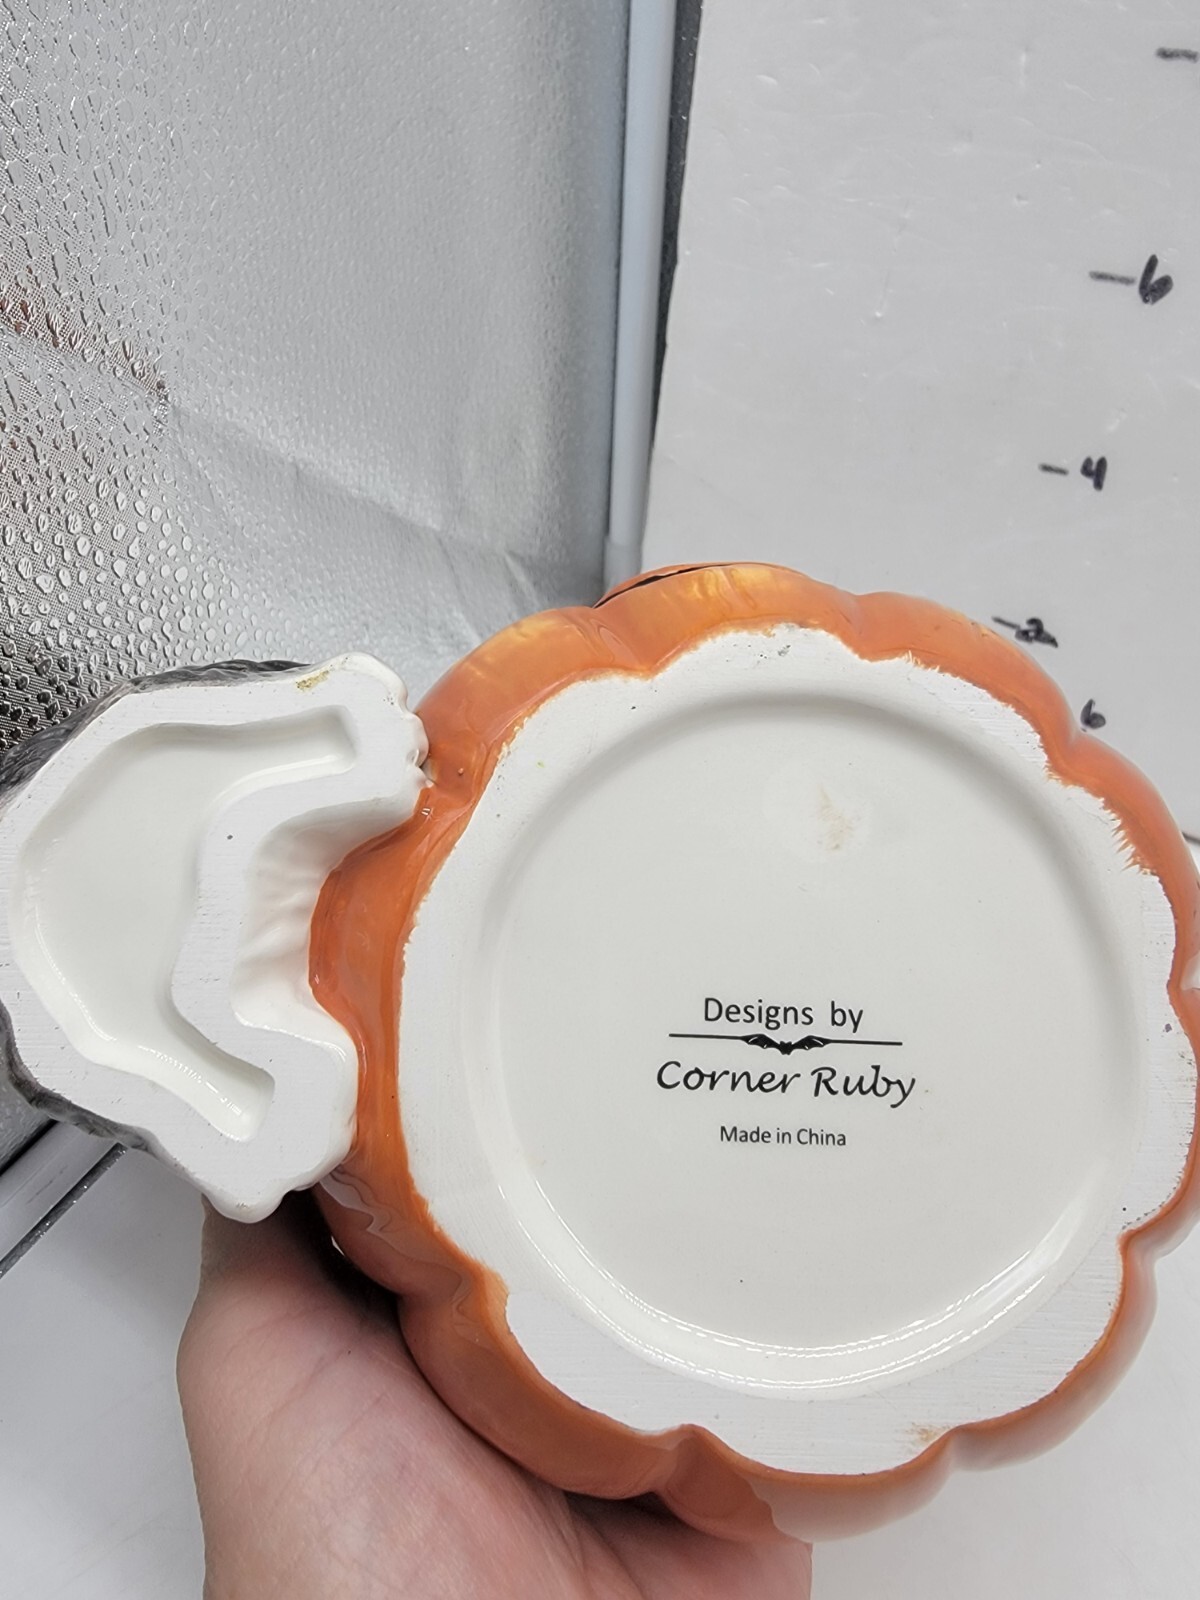 - 6
- 4
- 2
6
Designs by
Corner Ruby
Made in China